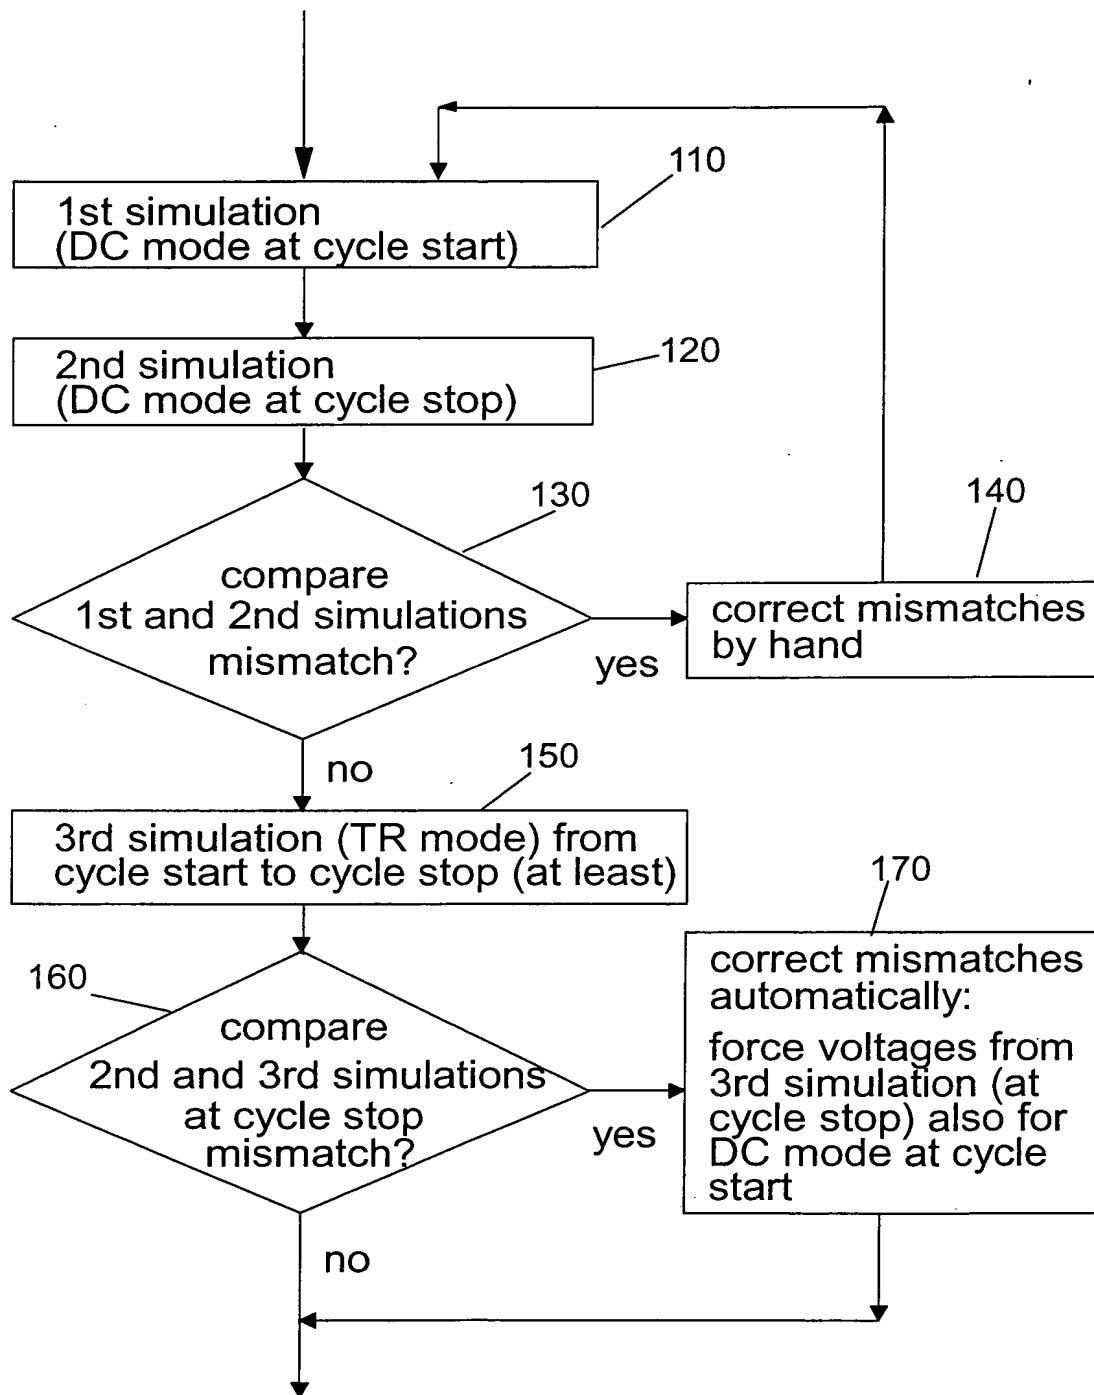 110
1st simulation
(DC mode at cycle start)
120
2nd simulation
(DC mode at cycle stop)
130
compare
1st and 2nd simulations
mismatch?
yes
140
correct mismatches
by hand
no
150
3rd simulation (TR mode) from
cycle start to cycle stop (at least)
160
compare
2nd and 3rd simulations
at cycle stop
mismatch?
yes
170
correct mismatches
automatically:
force voltages from
3rd simulation (at
cycle stop) also for
DC mode at cycle
start
no